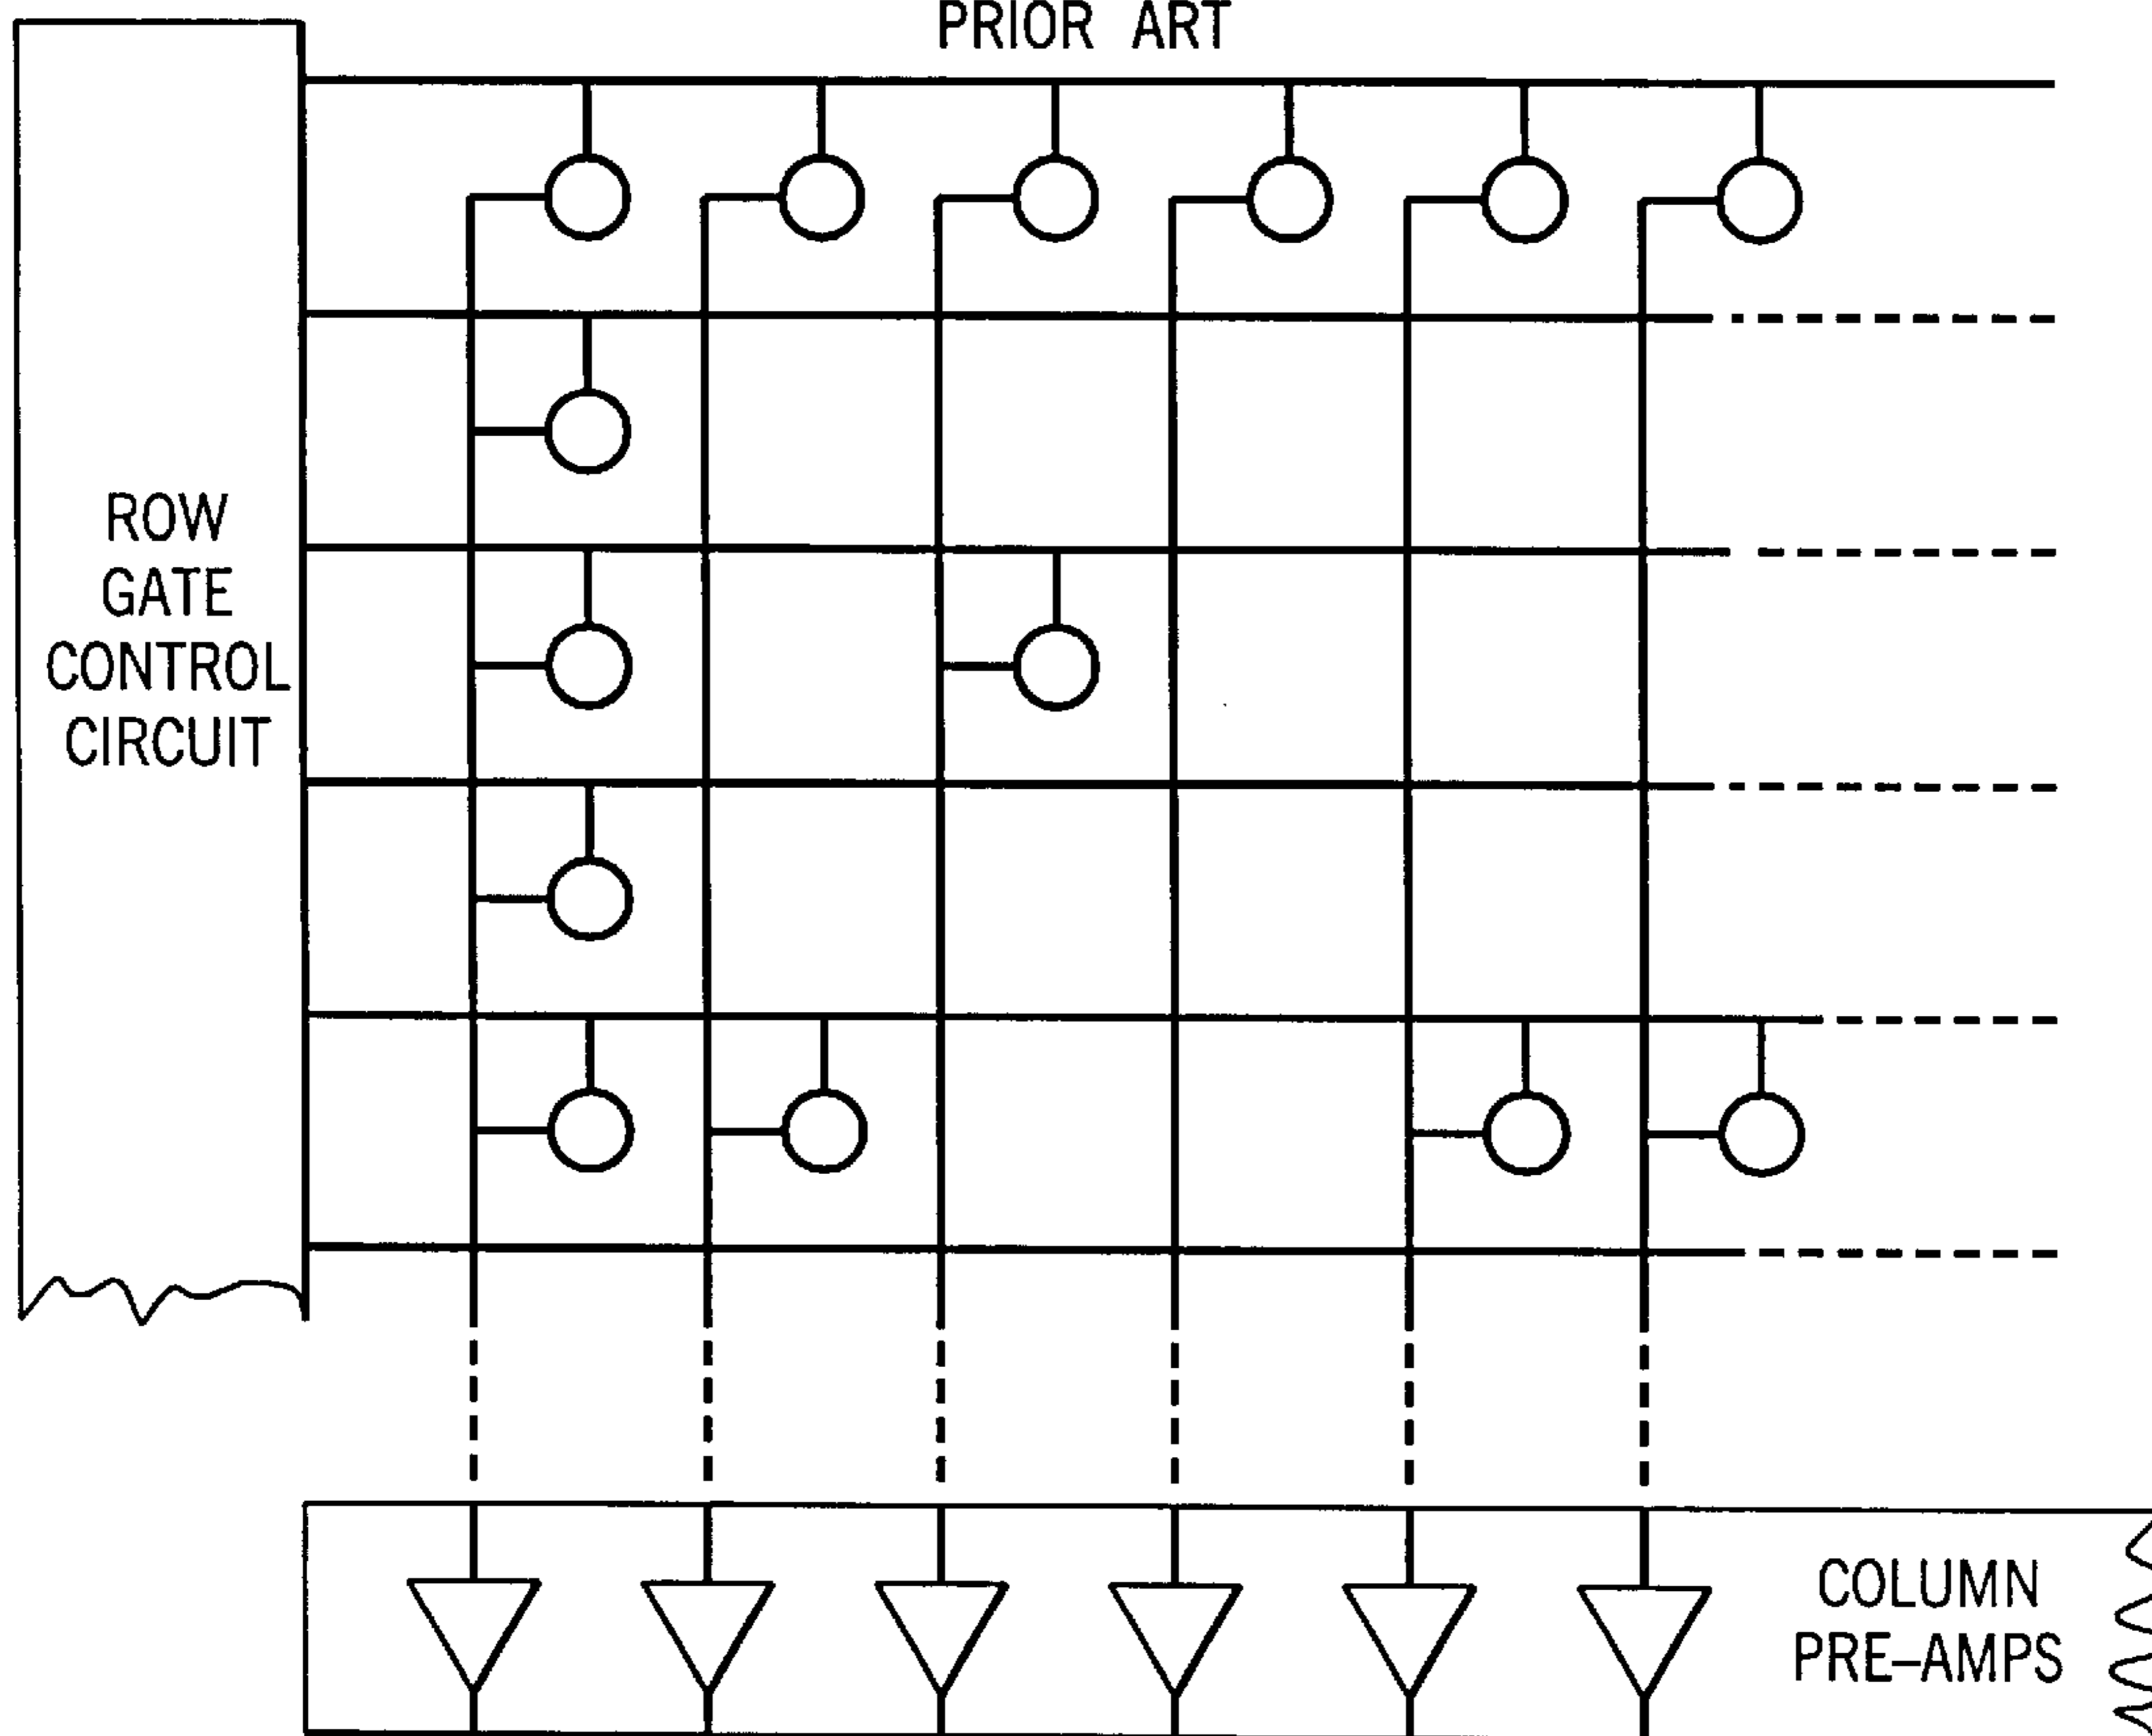 PRIOR ART
ROW
GATE
CONTROL
CIRCUIT
COLUMN
PRE-AMPS